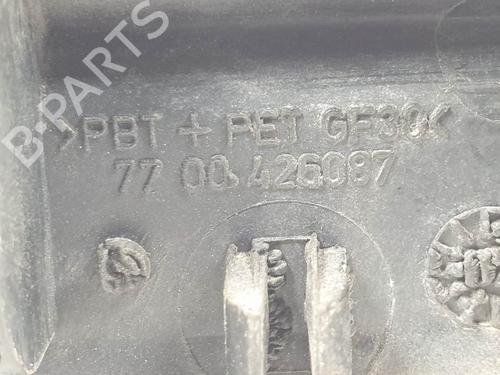 B-PARTS
>PBT + PET GF30<
77 00 426087